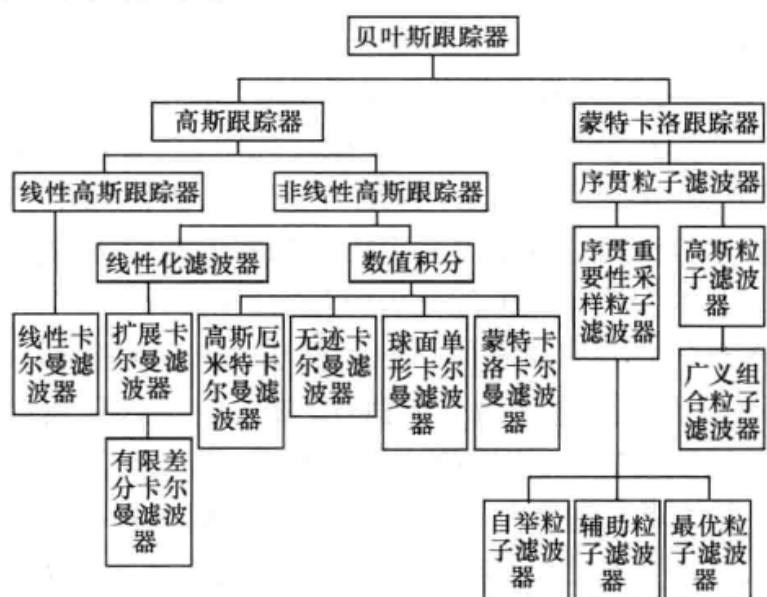 贝叶斯跟踪器
高斯跟踪器
蒙特卡洛跟踪器
线性高斯跟踪器
非线性高斯跟踪器
序贯粒子滤波器
线性化滤波器
数值积分
序贯重
要性采
样粒子
滤波器
高斯粒
子滤波
器
线性卡
尔曼滤
波器
扩展卡
尔曼滤
波器
高斯厄
米特卡
尔曼滤
波器
无迹卡
尔曼滤
波器
球面单
形卡尔
曼滤波
器
蒙特卡
洛卡尔
曼滤波
器
广义组
合粒子
滤波器
有限差
分卡尔
曼滤波
器
自举粒
子滤波
器
辅助粒
子滤波
器
最优粒
子滤波
器